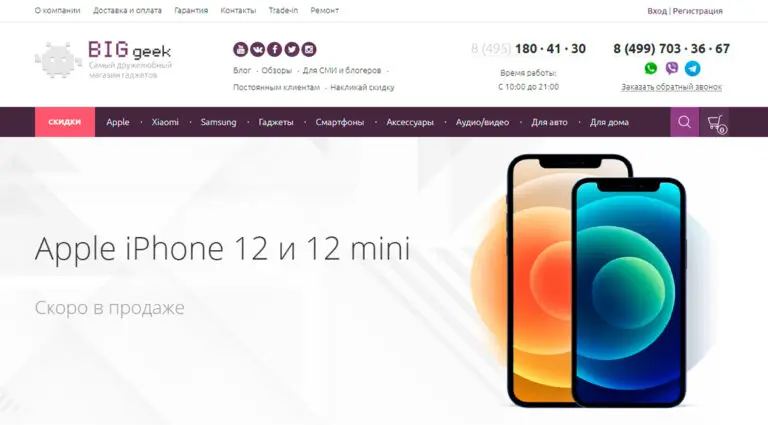 О компании Доставка и оплата Гарантия Контакты Trade-in Ремонт Вход | Регистрация
BIG geek
Самый дружелюбный
магазин гаджетов
Блог · Обзоры · Для СМИ и блогеров ·
Постоянным клиентам · Накликай скидку
8 (495) 180 · 41 · 30
Время работы:
С 10:00 до 21:00
8 (499) 703 · 36 · 67
Заказать обратный звонок
СКИДКИ Apple · Xiaomi · Samsung · Гаджеты · Смартфоны · Аксессуары · Аудио/видео · Для авто · Для дома
0
Apple iPhone 12 и 12 mini
Скоро в продаже